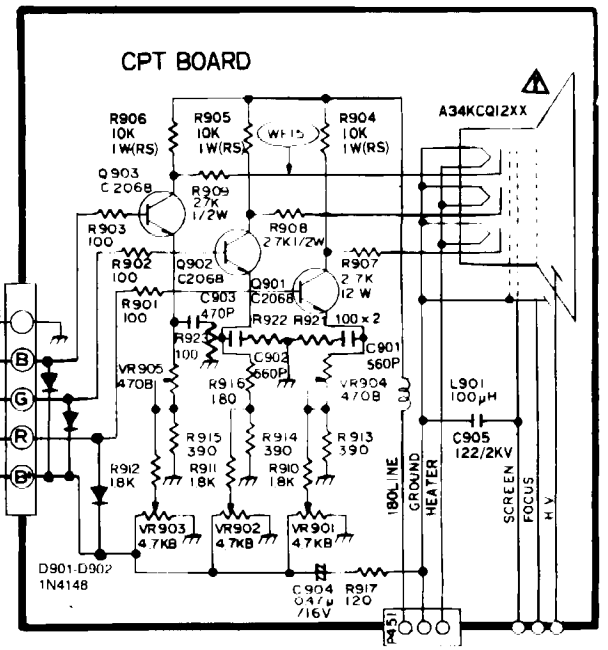 CPT BOARD
A34KCQ12XX
R906
10K
1W(RS)
R905
10K
1W(RS)
WF15
R904
10K
1W(RS)
Q903
C2068
R909
2.7K
1/2W
R903
100
R908
2.7K1/2W
R902
100
Q902
C2068
Q901
C2068
R907
2.7K
12 W
R901
100
C903
470P
R922
R921
100 x 2
R923
100
B
G
R
B+
VR905
470B
C902
560P
C901
560P
R916
180
VR904
470B
L901
100µH
R915
390
R914
390
R913
390
C905
122/2KV
R912
18K
R911
18K
R910
18K
180LINE
GROUND
HEATER
SCREEN
FOCUS
H V
VR903
4.7KB
VR902
4.7KB
VR901
4.7KB
D901-D902
1N4148
C904
0.47µ
/16V
R917
120
P451